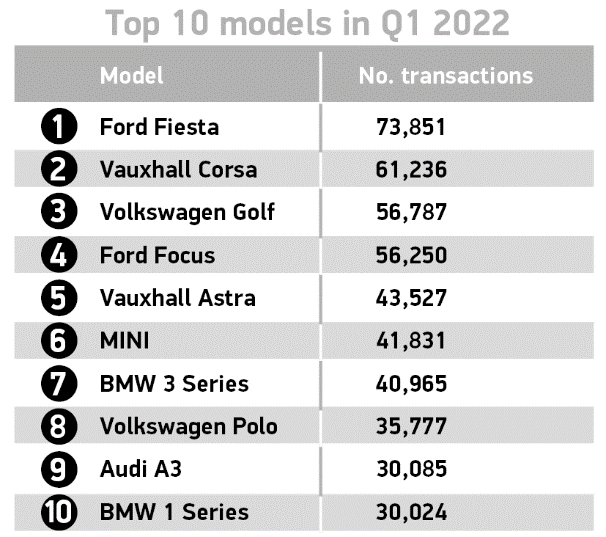 Top 10 models in Q1 2022
Model No. transactions
1 Ford Fiesta 73,851
2 Vauxhall Corsa 61,236
3 Volkswagen Golf 56,787
4 Ford Focus 56,250
5 Vauxhall Astra 43,527
6 MINI 41,831
7 BMW 3 Series 40,965
8 Volkswagen Polo 35,777
9 Audi A3 30,085
10 BMW 1 Series 30,024